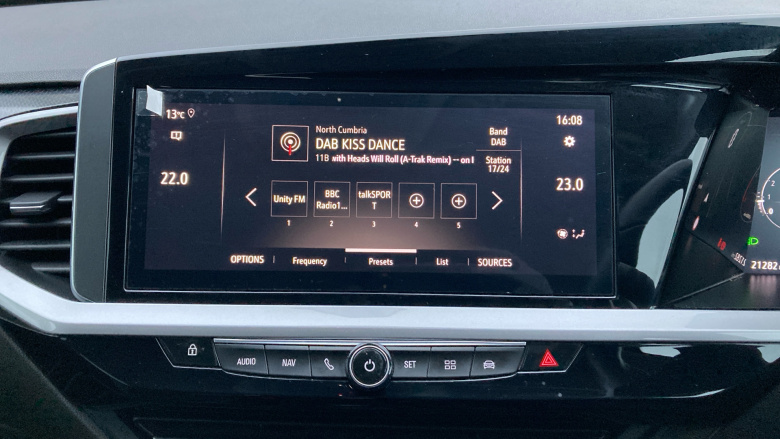 13°C
16:08
North Cumbria
DAB KISS DANCE
11B with Heads Will Roll (A-Trak Remix) -- on
Band
DAB
Station
17/24
22.0
23.0
Unity FM
BBC
Radio1...
talkSPOR
T
1
2
3
4
5
OPTIONS
Frequency
Presets
List
SOURCES
AUDIO
NAV
SET
21282